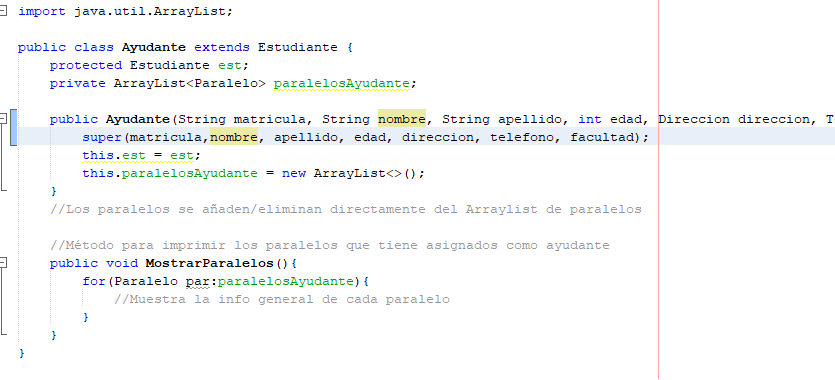 import java.util.ArrayList;
public class Ayudante extends Estudiante {
protected Estudiante est;
private ArrayList<Paralelo> paralelosAyudante;
public Ayudante(String matricula, String nombre, String apellido, int edad, Direccion direccion, T
super(matricula,nombre, apellido, edad, direccion, telefono, facultad);
this.est = est;
this.paralelosAyudante = new ArrayList<>();
}
//Los paralelos se añaden/eliminan directamente del Arraylist de paralelos
//Método para imprimir los paralelos que tiene asignados como ayudante
public void MostrarParalelos(){
for(Paralelo par:paralelosAyudante){
//Muestra la info general de cada paralelo
}
}
}